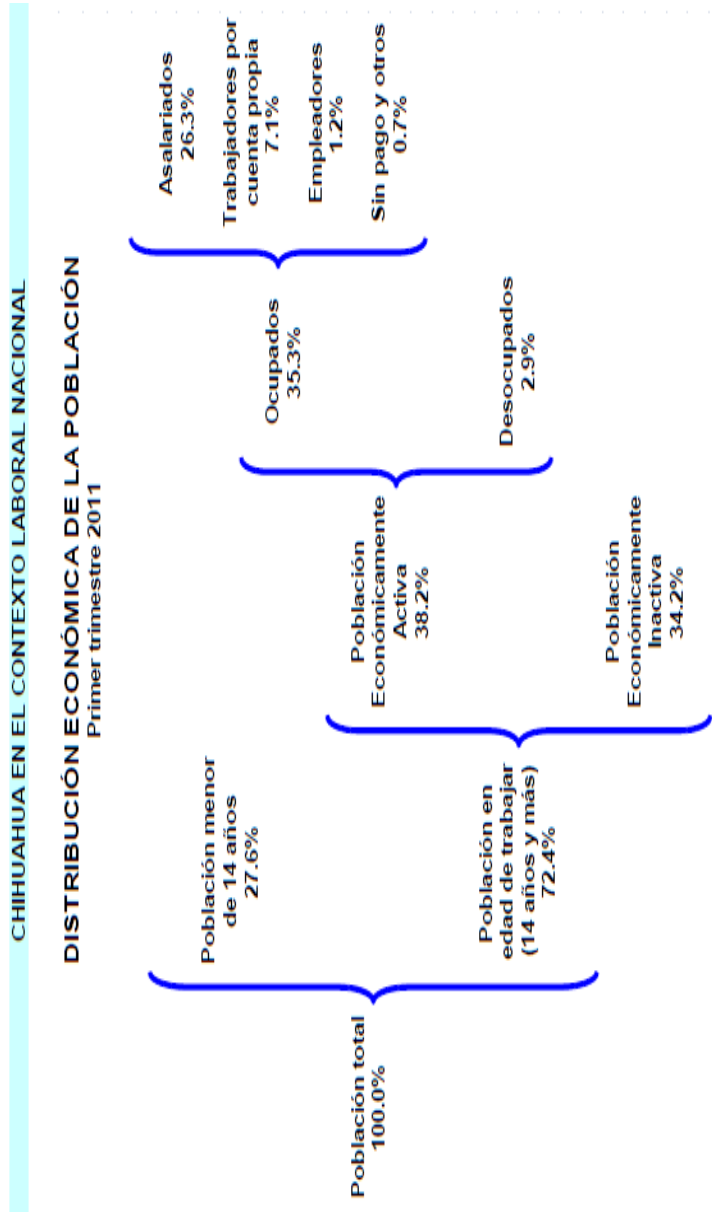 CHIHUAHUA EN EL CONTEXTO LABORAL NACIONAL
DISTRIBUCIÓN ECONÓMICA DE LA POBLACIÓN
Primer trimestre 2011
Población total
100.0%
Población menor
de 14 años
27.6%
Población en
edad de trabajar
(14 años y más)
72.4%
Población
Económicamente
Activa
38.2%
Población
Económicamente
Inactiva
34.2%
Ocupados
35.3%
Desocupados
2.9%
Asalariados
26.3%
Trabajadores por
cuenta propia
7.1%
Empleadores
1.2%
Sin pago y otros
0.7%